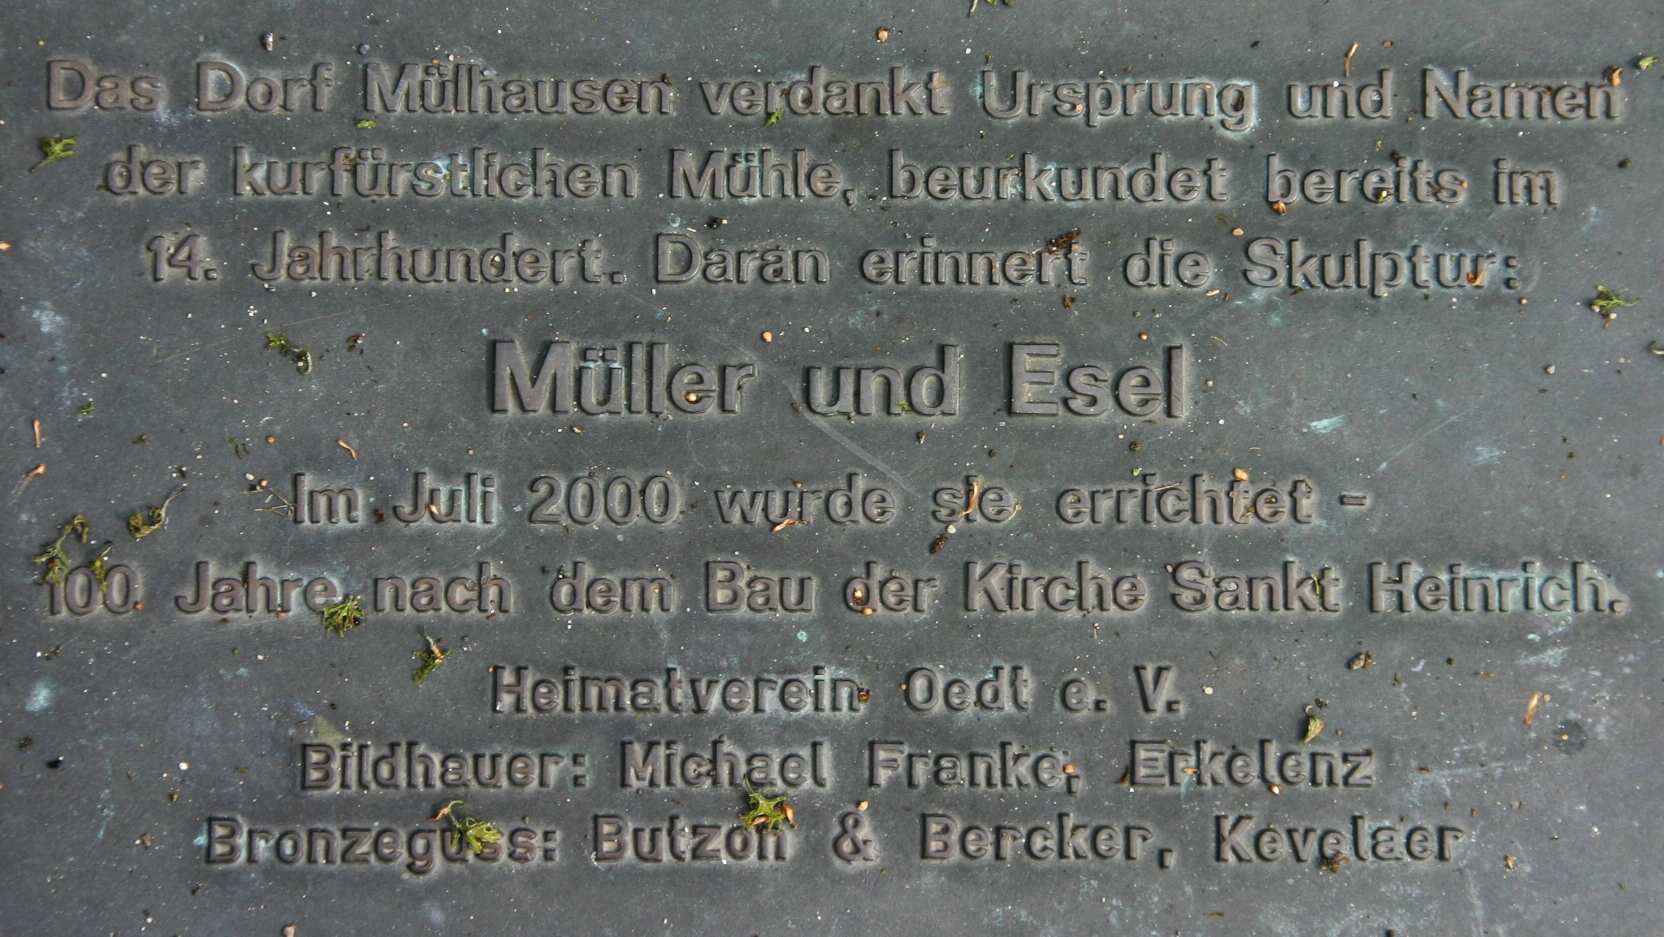 Das Dorf Mülhausen verdankt Ursprung und Namen
der kurfürstlichen Mühle, beurkundet bereits im
14. Jahrhundert. Daran erinnert die Skulptur:
Müller und Esel
Im Juli 2000 wurde sie errichtet -
100 Jahre nach dem Bau der Kirche Sankt Heinrich.
Heimatverein Oedt e. V.
Bildhauer: Michael Franke, Erkelenz
Bronzeguss: Butzon & Bercker, Kevelaer